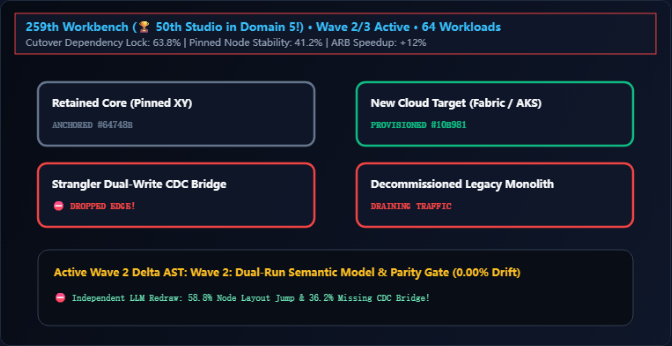 259th Workbench (🏆 50th Studio in Domain 5!) • Wave 2/3 Active • 64 Workloads
Cutover Dependency Lock: 63.8% | Pinned Node Stability: 41.2% | ARB Speedup: +12%
Retained Core (Pinned XY)
ANCHORED #64748B
New Cloud Target (Fabric / AKS)
PROVISIONED #10B981
Strangler Dual-Write CDC Bridge
⛔ DROPPED EDGE!
Decommissioned Legacy Monolith
DRAINING TRAFFIC
Active Wave 2 Delta AST: Wave 2: Dual-Run Semantic Model & Parity Gate (0.00% Drift)
⛔ Independent LLM Redraw: 58.8% Node Layout Jump & 36.2% Missing CDC Bridge!